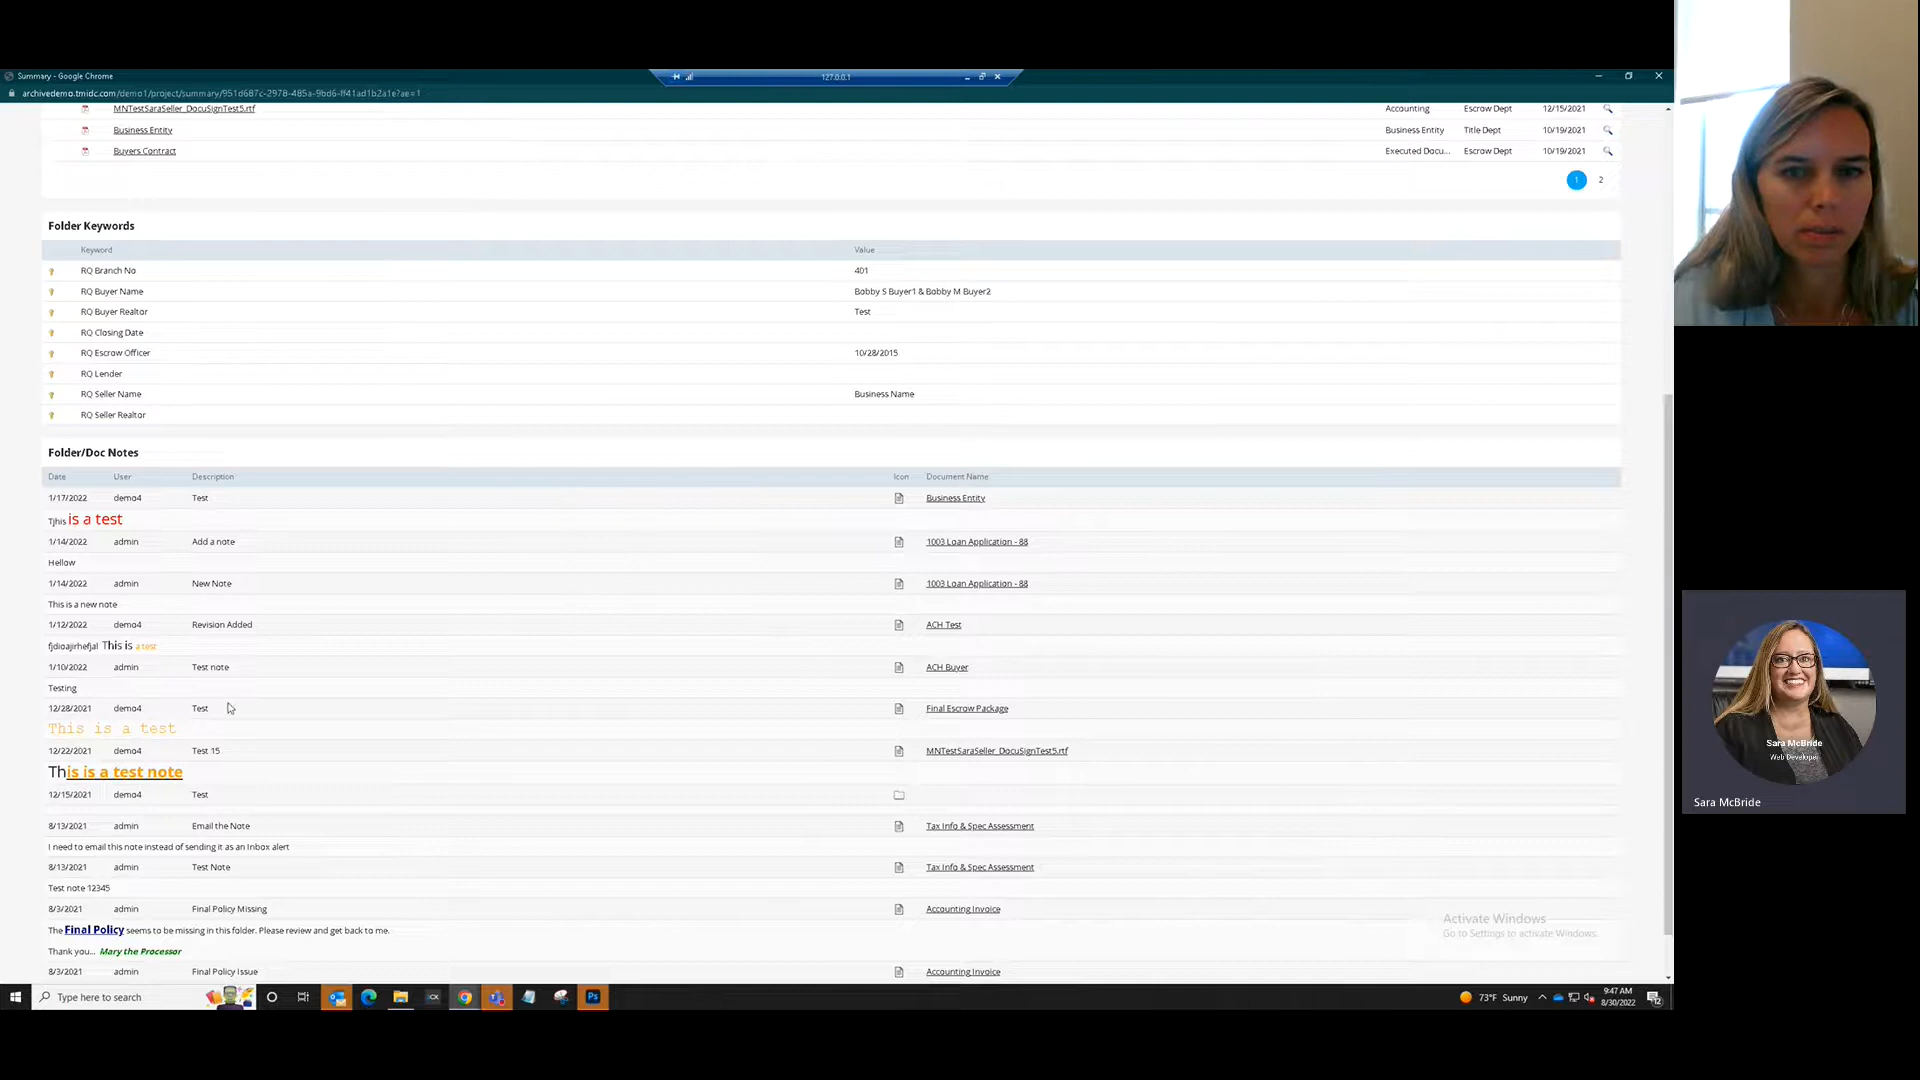 Summary - Google Chrome
127.0.0.1
archivedemo.tmidc.com/demo1/project/summary/951d687c-2978-485a-9bd6-ff41ad1b2a1e?ae=1
MNTestSaraSeller_DocuSignTest5.rtf Accounting Escrow Dept 12/15/2021
Business Entity Business Entity Title Dept 10/19/2021
Buyers Contract Executed Docu... Escrow Dept 10/19/2021
1 2
Folder Keywords
Keyword Value
RQ Branch No 401
RQ Buyer Name Bobby S Buyer1 & Bobby M Buyer2
RQ Buyer Realtor Test
RQ Closing Date
RQ Escrow Officer 10/28/2015
RQ Lender
RQ Seller Name Business Name
RQ Seller Realtor
Folder/Doc Notes
Date User Description Icon Document Name
1/17/2022 demo4 Test Business Entity
Tjhis is a test
1/14/2022 admin Add a note 1003 Loan Application - 88
Hellow
1/14/2022 admin New Note 1003 Loan Application - 88
This is a new note
1/12/2022 demo4 Revision Added ACH Test
fjdioajirhefjal This is a test
1/10/2022 admin Test note ACH Buyer
Testing
12/28/2021 demo4 Test Final Escrow Package
This is a test
12/22/2021 demo4 Test 15 MNTestSaraSeller_DocuSignTest5.rtf
This is a test note
12/15/2021 demo4 Test
8/13/2021 admin Email the Note Tax Info & Spec Assessment
I need to email this note instead of sending it as an Inbox alert
8/13/2021 admin Test Note Tax Info & Spec Assessment
Test note 12345
8/3/2021 admin Final Policy Missing Accounting Invoice
The Final Policy seems to be missing in this folder. Please review and get back to me.
Thank you... Mary the Processor
8/3/2021 admin Final Policy Issue Accounting Invoice
Activate Windows
Go to Settings to activate Windows.
Type here to search
Ps
73°F Sunny
9:47 AM
8/30/2022
12
Sara McBride
Web Developer
Sara McBride